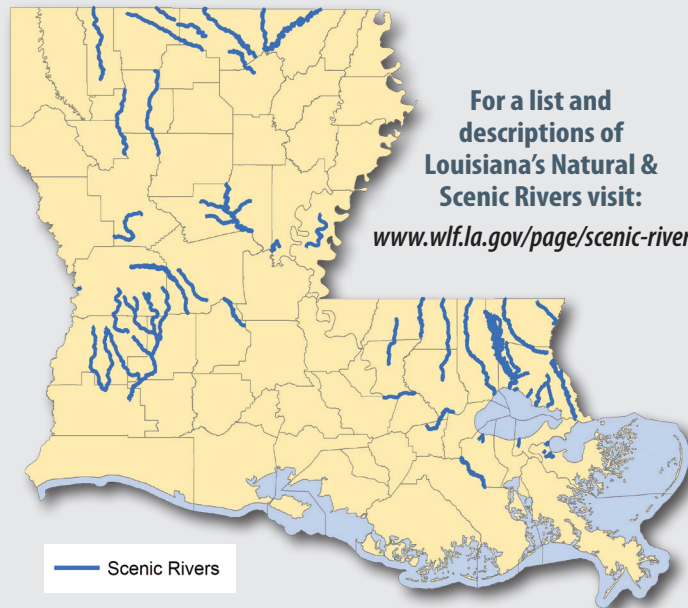 For a list and
descriptions of
Louisiana's Natural &
Scenic Rivers visit:
www.wlf.la.gov/page/scenic-river
Scenic Rivers